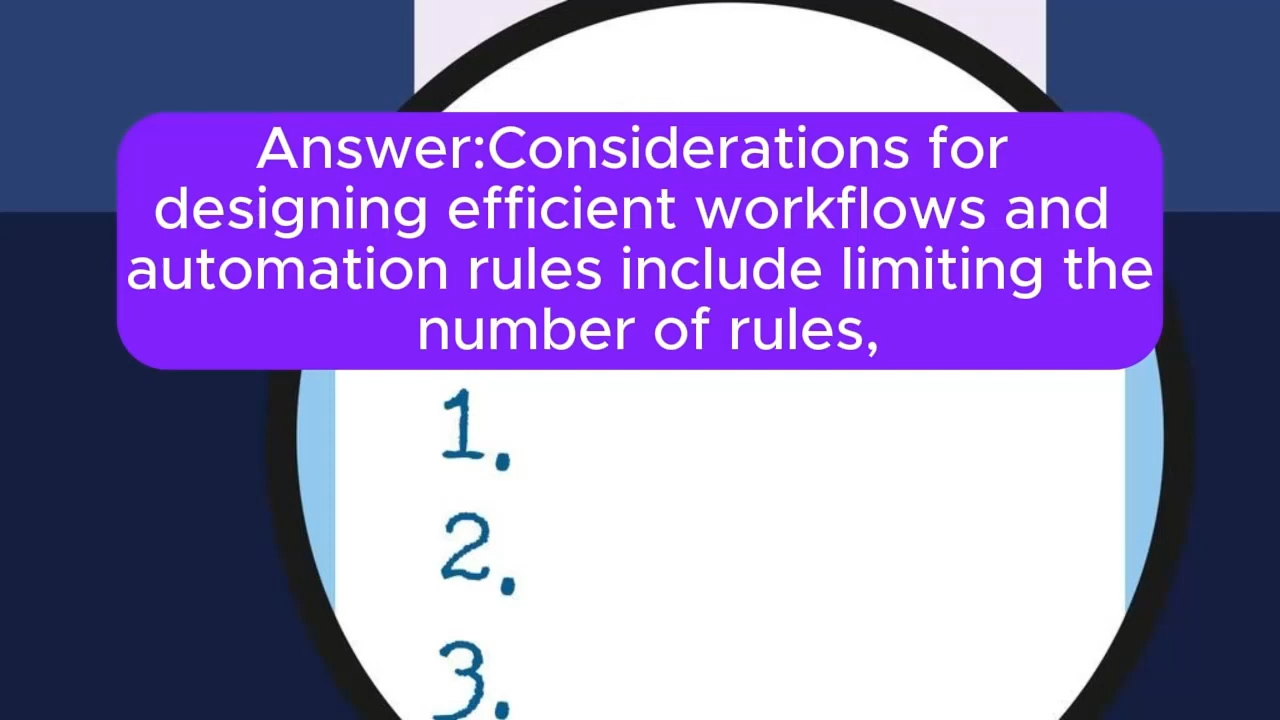 Answer:Considerations for
designing efficient workflows and
automation rules include limiting the
number of rules,
1.
2.
3.